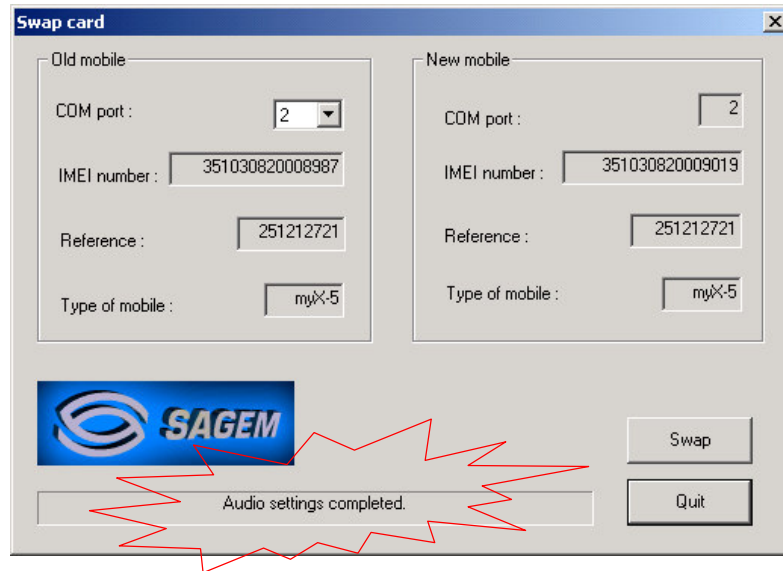 Swap card
Old mobile
COM port :
2
IMEI number :
351030820008987
Reference :
251212721
Type of mobile :
myX-5
New mobile
COM port :
2
IMEI number :
351030820009019
Reference :
251212721
Type of mobile :
myX-5
SAGEM
Swap
Audio settings completed.
Quit